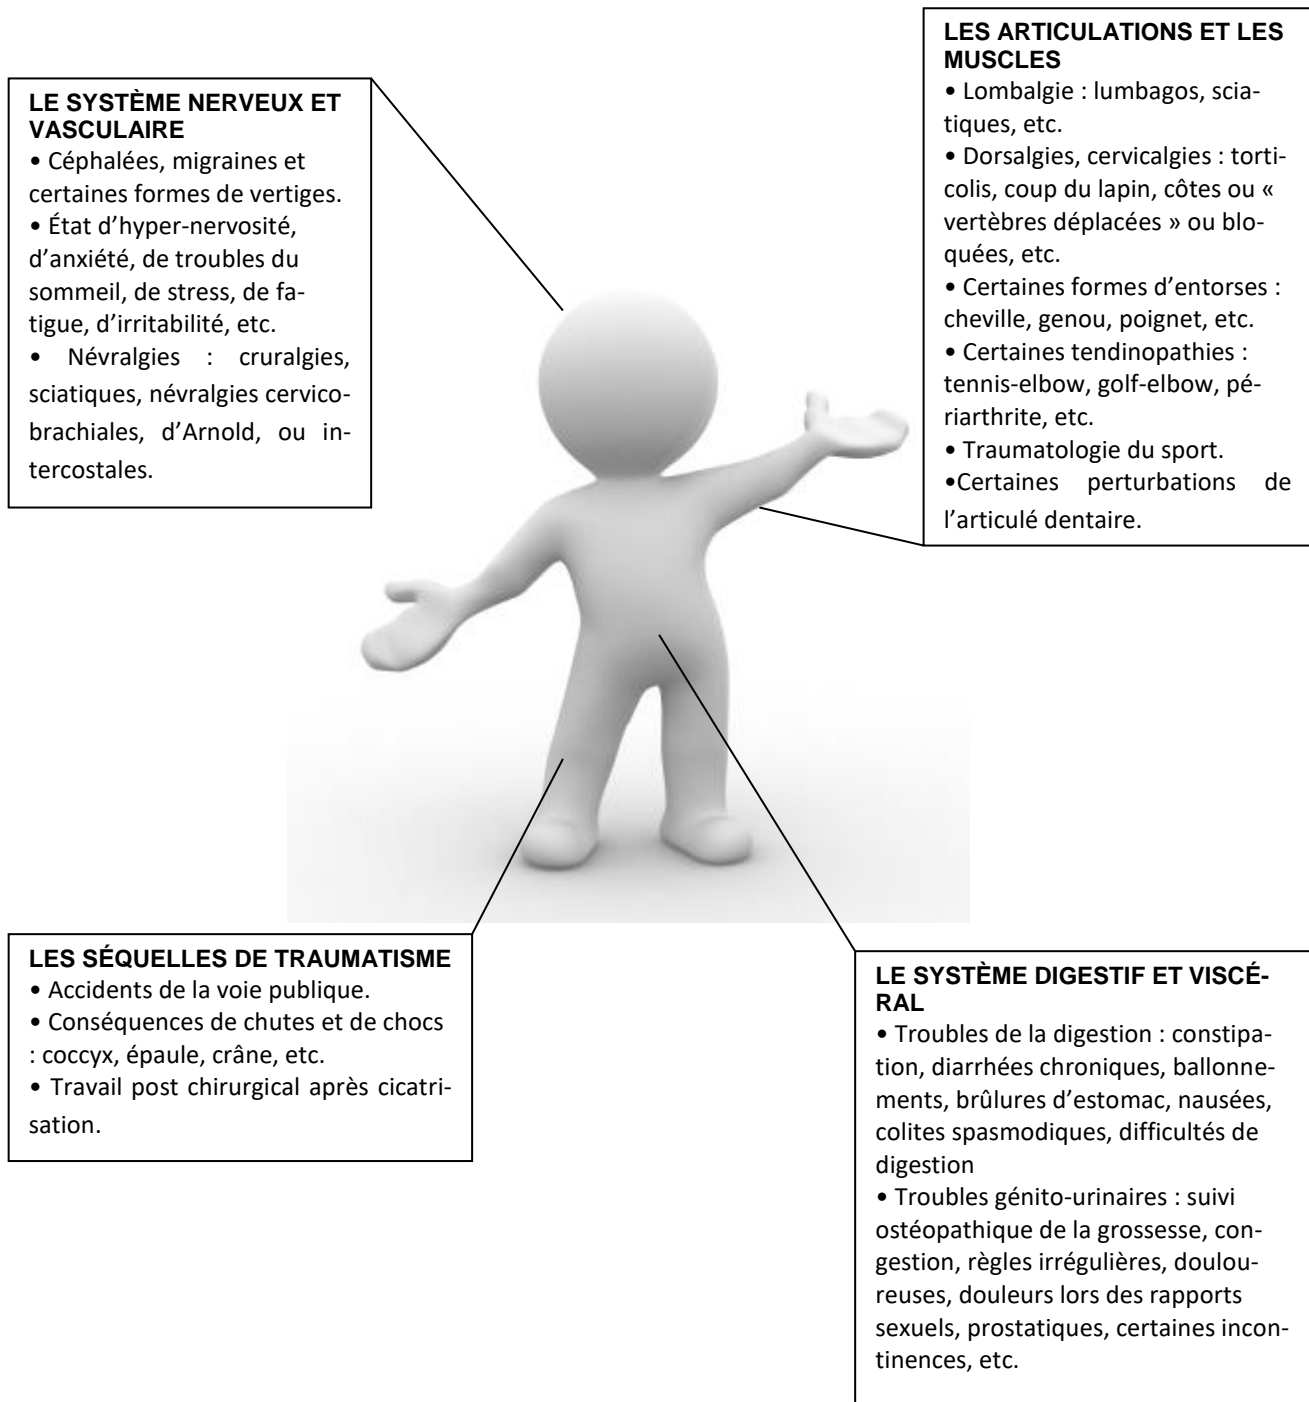 LE SYSTÈME NERVEUX ET
VASCULAIRE
• Céphalées, migraines et
certaines formes de vertiges.
• État d’hyper-nervosité,
d’anxiété, de troubles du
sommeil, de stress, de fa-
tigue, d’irritabilité, etc.
• Névralgies : cruralgies,
sciatiques, névralgies cervico-
brachiales, d’Arnold, ou in-
tercostales.
LES ARTICULATIONS ET LES
MUSCLES
• Lombalgie : lumbagos, scia-
tiques, etc.
• Dorsalgies, cervicalgies : torti-
colis, coup du lapin, côtes ou «
vertèbres déplacées » ou blo-
quées, etc.
• Certaines formes d’entorses :
cheville, genou, poignet, etc.
• Certaines tendinopathies :
tennis-elbow, golf-elbow, pé-
riarthrite, etc.
• Traumatologie du sport.
•Certaines perturbations de
l’articulé dentaire.
LES SÉQUELLES DE TRAUMATISME
• Accidents de la voie publique.
• Conséquences de chutes et de chocs
: coccyx, épaule, crâne, etc.
• Travail post chirurgical après cicatri-
sation.
LE SYSTÈME DIGESTIF ET VISCÉ-
RAL
• Troubles de la digestion : constipa-
tion, diarrhées chroniques, ballonne-
ments, brûlures d’estomac, nausées,
colites spasmodiques, difficultés de
digestion
• Troubles génito-urinaires : suivi
ostéopathique de la grossesse, con-
gestion, règles irrégulières, doulou-
reuses, douleurs lors des rapports
sexuels, prostatiques, certaines incon-
tinences, etc.